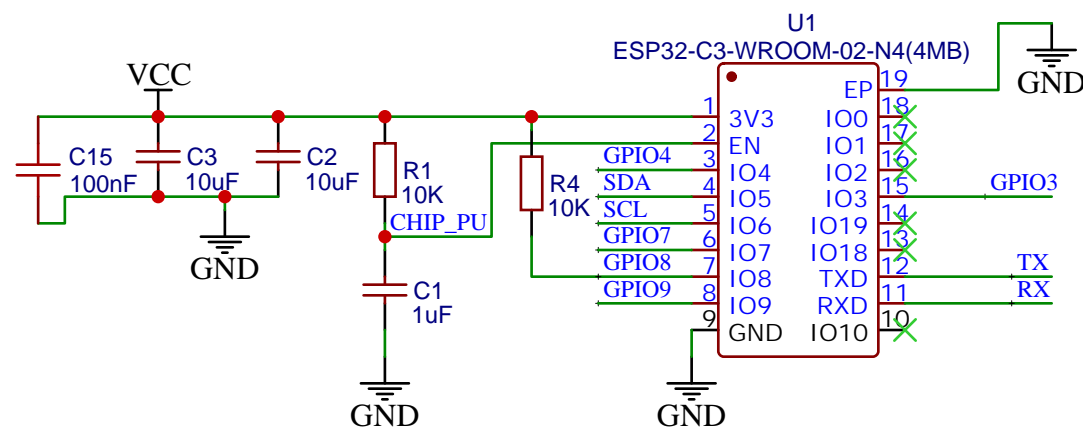 U1
ESP32-C3-WROOM-02-N4(4MB)
VCC
GND
C15
100nF
C3
10uF
C2
10uF
GND
R1
10K
CHIP_PU
C1
1uF
GND
R4
10K
GPIO4
SDA
SCL
GPIO7
GPIO8
GPIO9
1 3V3
2 EN
3 IO4
4 IO5
5 IO6
6 IO7
7 IO8
8 IO9
9 GND
GND
EP 19
IO0 18
IO1 17
IO2 16
IO3 15
IO19 14
IO18 13
TXD 12
RXD 11
IO10 10
GPIO3
TX
RX